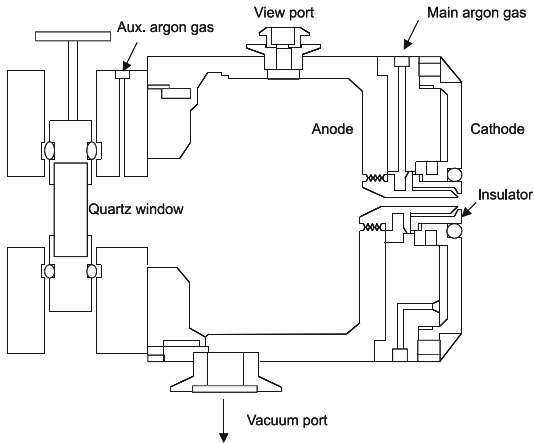 View port
Aux. argon gas
Main argon gas
Anode
Cathode
Insulator
Quartz window
Vacuum port